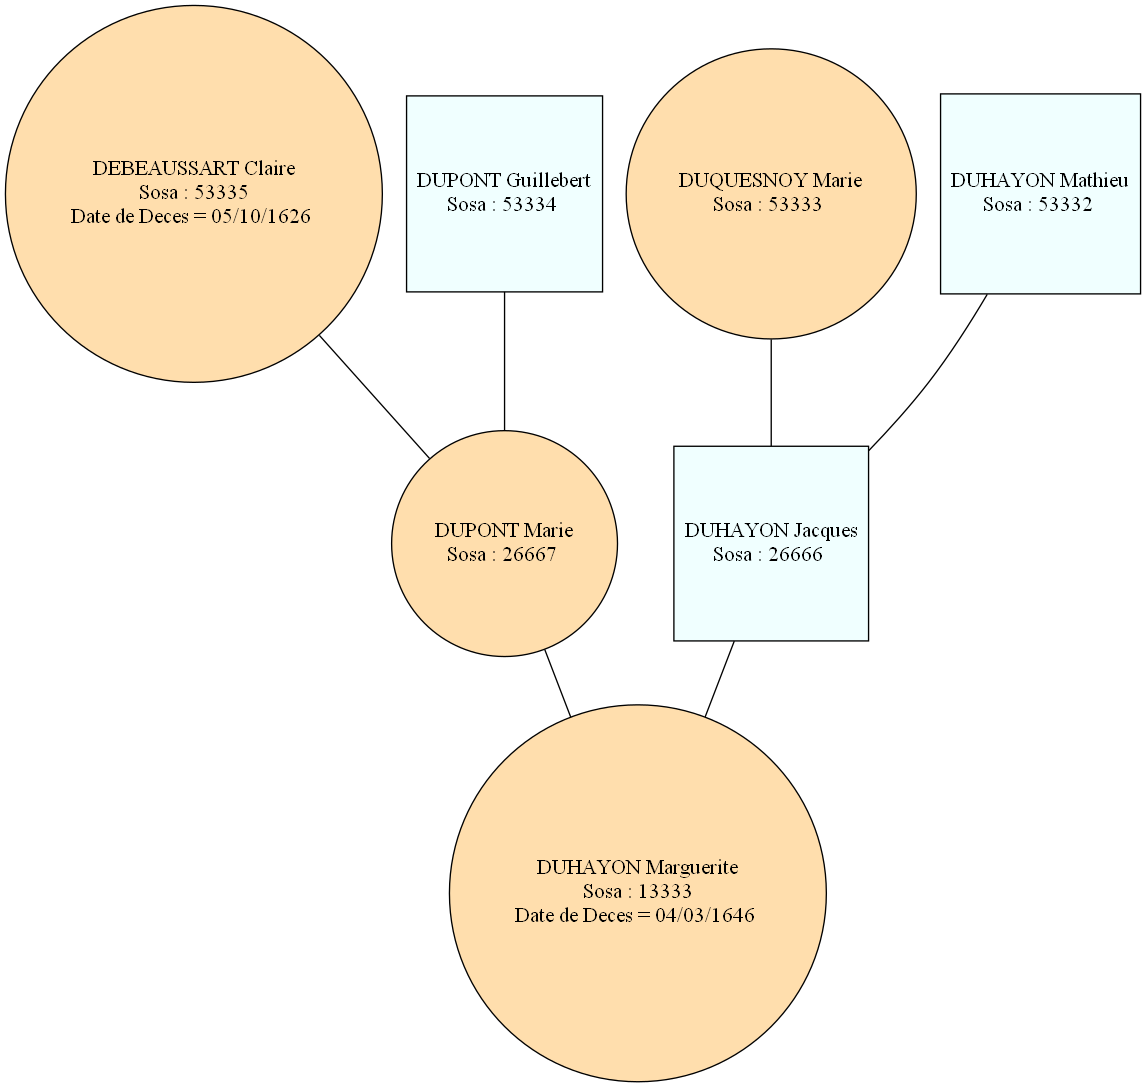 DEBEAUSSART Claire
Sosa : 53335
Date de Deces = 05/10/1626
DUPONT Guillebert
Sosa : 53334
DUQUESNOY Marie
Sosa : 53333
DUHAYON Mathieu
Sosa : 53332
DUPONT Marie
Sosa : 26667
DUHAYON Jacques
Sosa : 26666
DUHAYON Marguerite
Sosa : 13333
Date de Deces = 04/03/1646